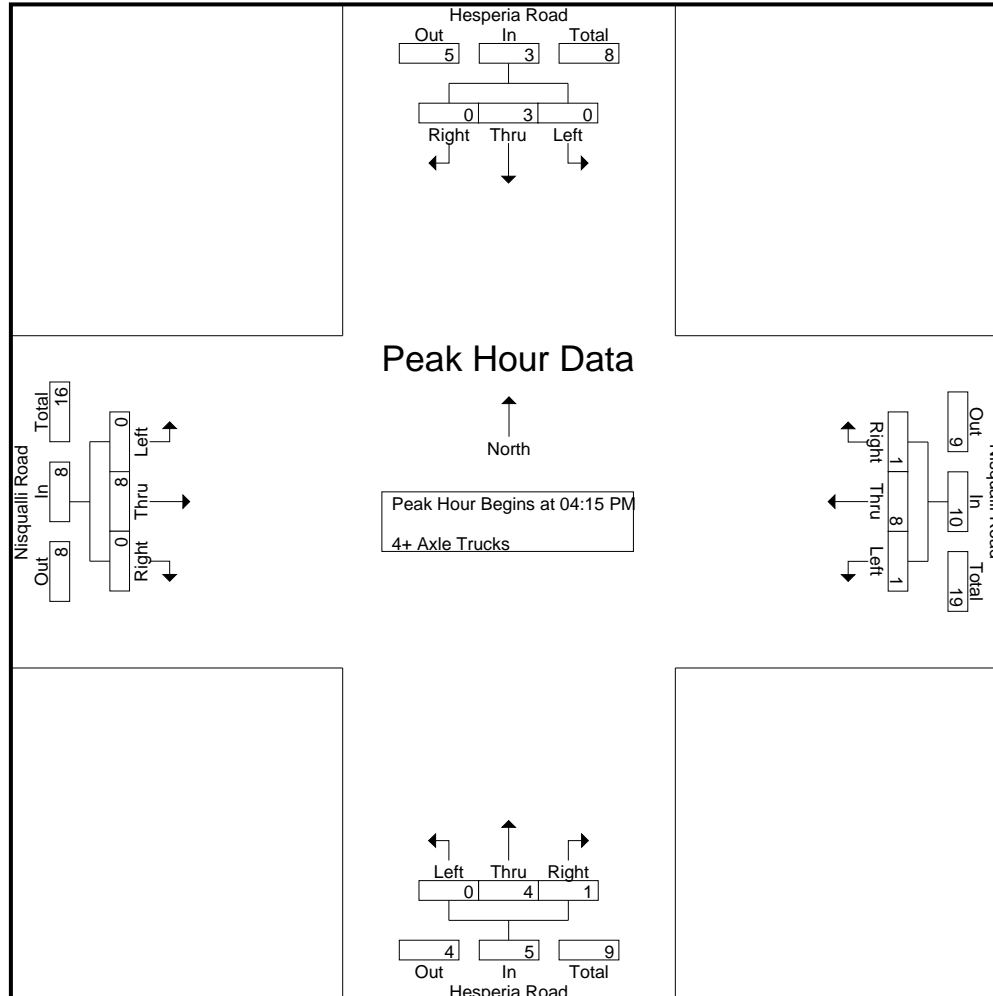 Hesperia Road
Out In Total
5 3 8
0 3 0
Right Thru Left
Peak Hour Data
North
Peak Hour Begins at 04:15 PM
4+ Axle Trucks
Nisqualli Road
Total In Out
16 8 8
0 8 0
Left Thru Right
Nisqualli Road
Out In Total
9 10 19
1 8 1
Right Thru Left
Left Thru Right
0 4 1
4 5 9
Out In Total
Hesperia Road